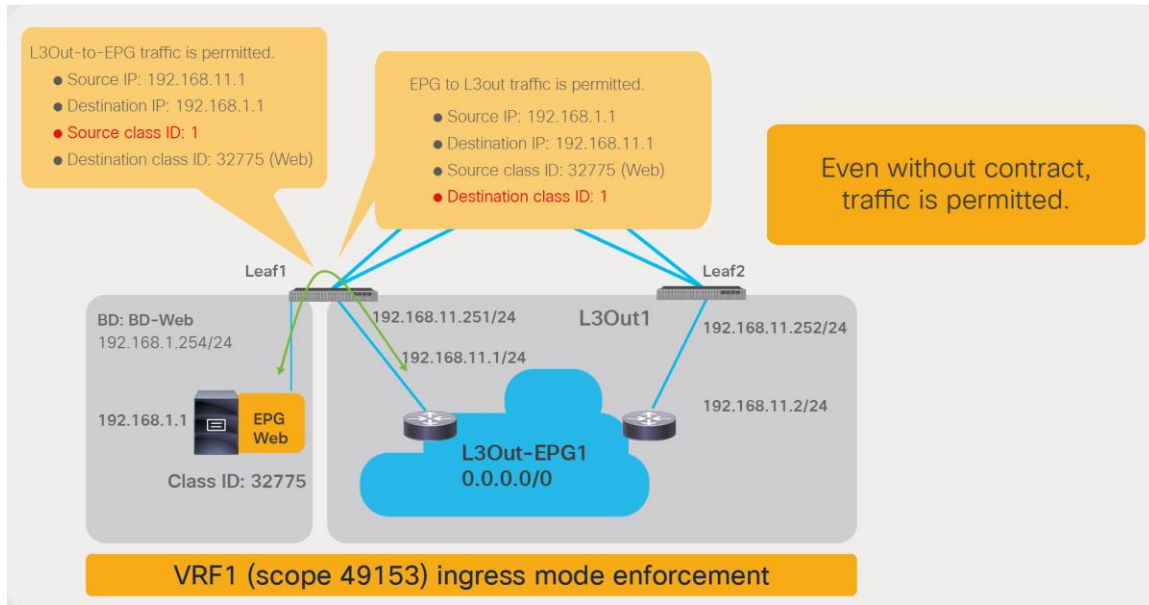 L3Out-to-EPG traffic is permitted.
● Source IP: 192.168.11.1
● Destination IP: 192.168.1.1
● Source class ID: 1
● Destination class ID: 32775 (Web)
EPG to L3out traffic is permitted.
● Source IP: 192.168.1.1
● Destination IP: 192.168.11.1
● Source class ID: 32775 (Web)
● Destination class ID: 1
Even without contract,
traffic is permitted.
Leaf1
Leaf2
BD: BD-Web
192.168.1.254/24
192.168.11.251/24
L3Out1
192.168.11.252/24
192.168.11.1/24
192.168.1.1
EPG
Web
192.168.11.2/24
L3Out-EPG1
0.0.0.0/0
Class ID: 32775
VRF1 (scope 49153) ingress mode enforcement